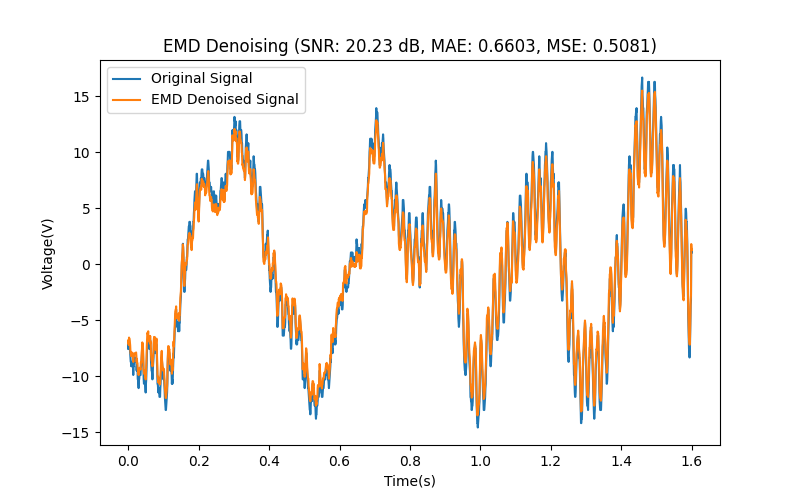 EMD Denoising (SNR: 20.23 dB, MAE: 0.6603, MSE: 0.5081)
Original Signal
EMD Denoised Signal
15
10
5
0
−5
−10
−15
Voltage(V)
0.0 0.2 0.4 0.6 0.8 1.0 1.2 1.4 1.6
Time(s)